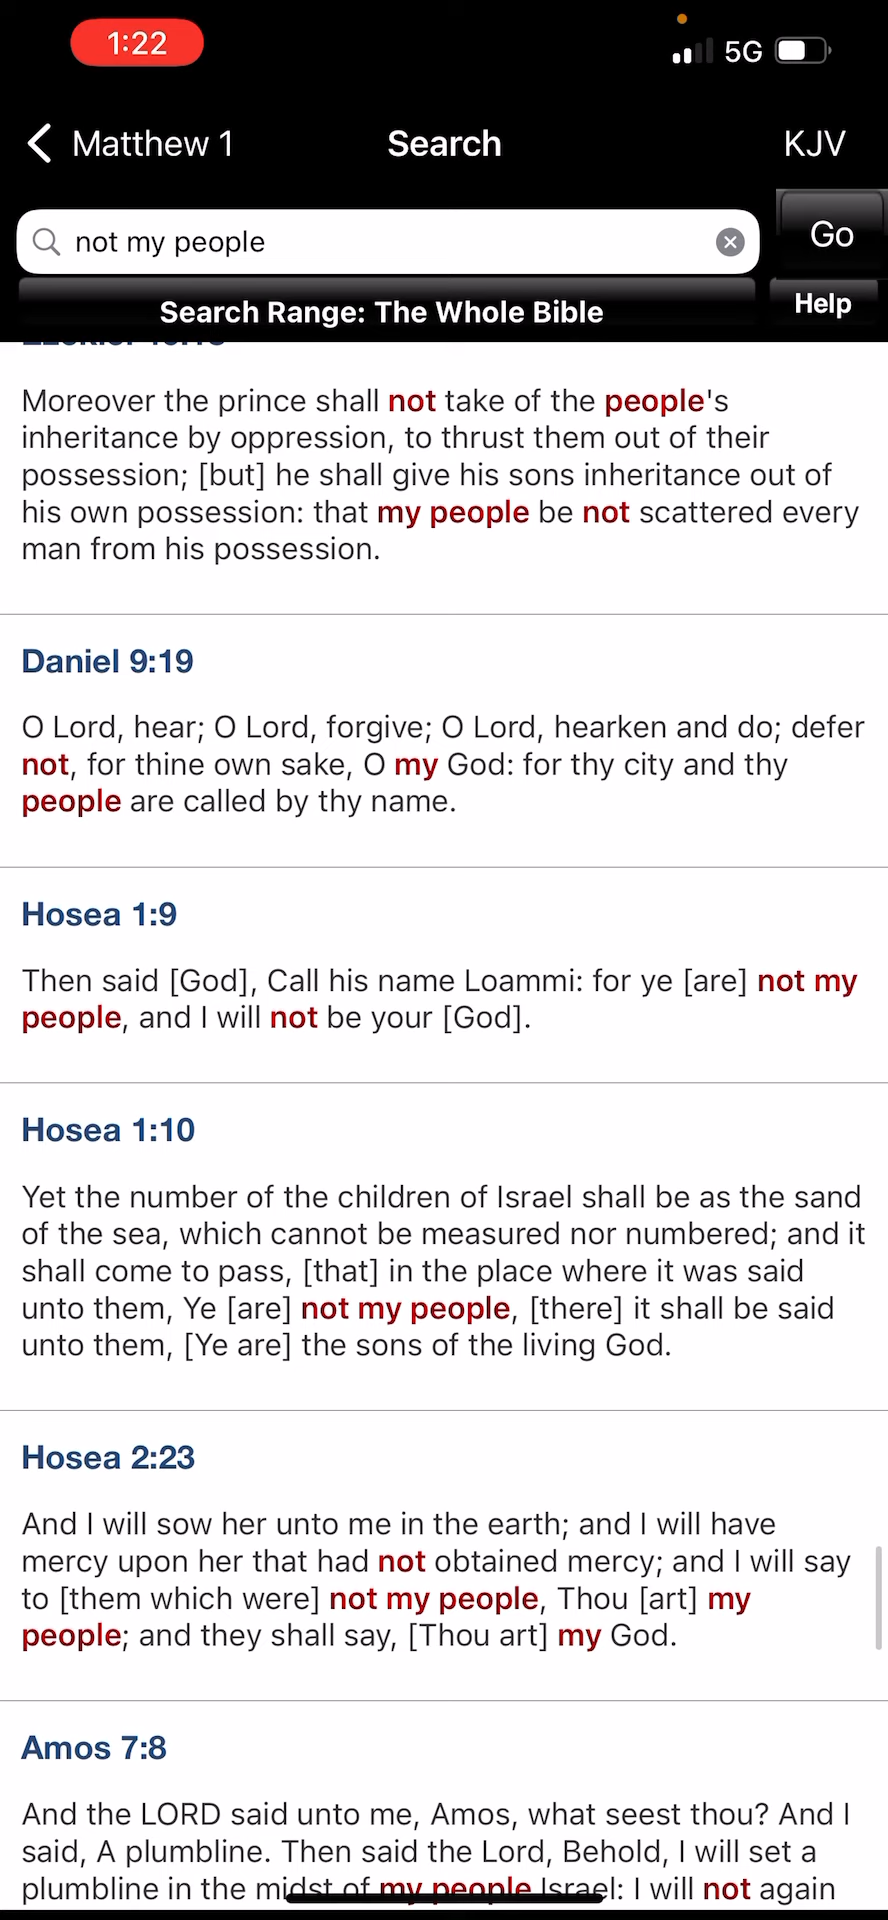 1:22
5G
Matthew 1
Search
KJV
not my people
Go
Search Range: The Whole Bible
Help
Moreover the prince shall not take of the people's
inheritance by oppression, to thrust them out of their
possession; [but] he shall give his sons inheritance out of
his own possession: that my people be not scattered every
man from his possession.
Daniel 9:19
O Lord, hear; O Lord, forgive; O Lord, hearken and do; defer
not, for thine own sake, O my God: for thy city and thy
people are called by thy name.
Hosea 1:9
Then said [God], Call his name Loammi: for ye [are] not my
people, and I will not be your [God].
Hosea 1:10
Yet the number of the children of Israel shall be as the sand
of the sea, which cannot be measured nor numbered; and it
shall come to pass, [that] in the place where it was said
unto them, Ye [are] not my people, [there] it shall be said
unto them, [Ye are] the sons of the living God.
Hosea 2:23
And I will sow her unto me in the earth; and I will have
mercy upon her that had not obtained mercy; and I will say
to [them which were] not my people, Thou [art] my
people; and they shall say, [Thou art] my God.
Amos 7:8
And the LORD said unto me, Amos, what seest thou? And I
said, A plumbline. Then said the Lord, Behold, I will set a
plumbline in the midst of my people Israel: I will not again